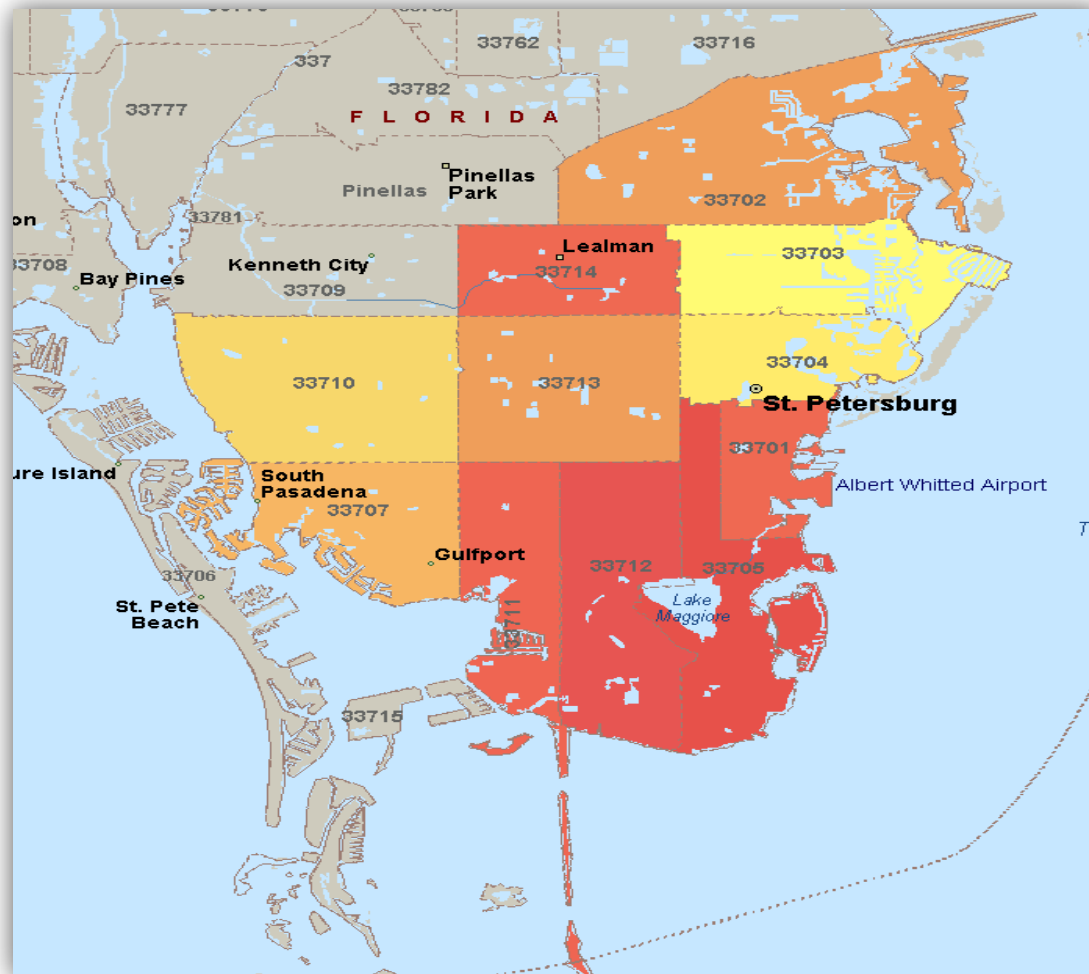 33762
33716
337
33782
33777
FLORIDA
Pinellas
Park
Pinellas
33702
33781
on
33708
Bay Pines
Kenneth City
33709
Lealman
33714
33703
33710
33713
33704
St. Petersburg
33701
ure Island
South
Pasadena
33707
Albert Whitted Airport
Gulfport
33712
33705
33706
St. Pete
Beach
Lake
Maggiore
33711
33715
T